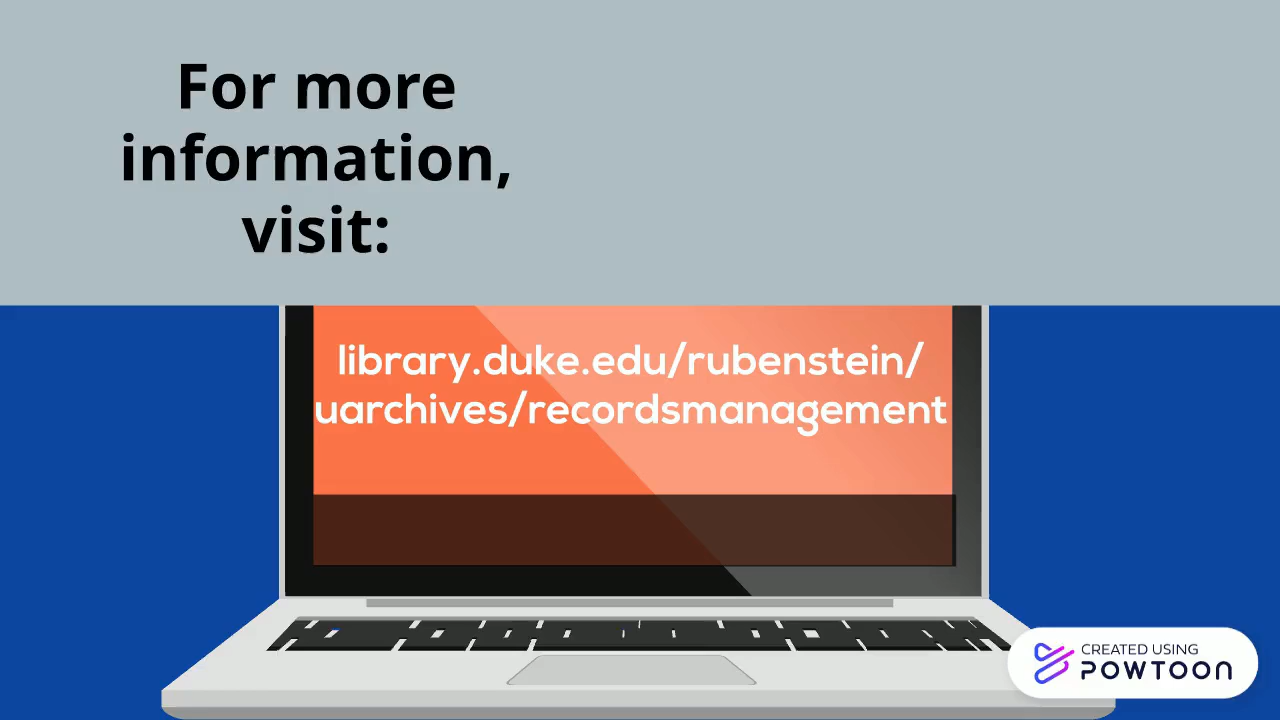 For more
information,
visit:
library.duke.edu/rubenstein/
uarchives/recordsmanagement
CREATED USING
POWTOON